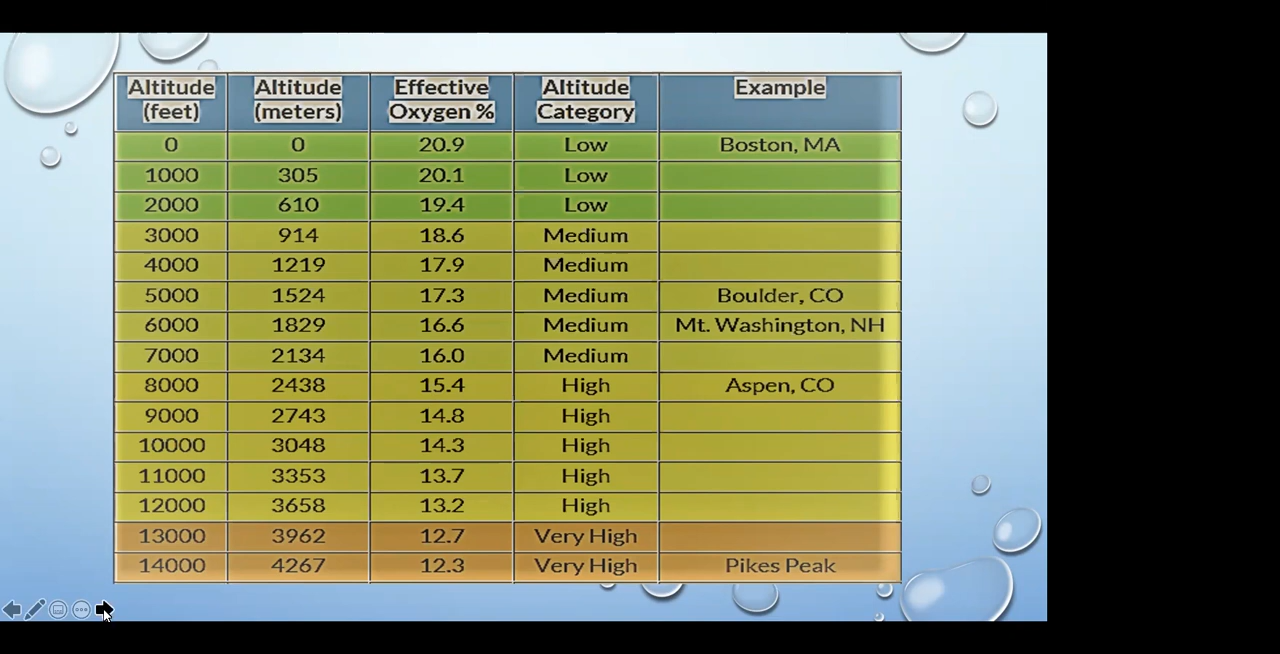 Altitude (feet) Altitude (meters) Effective Oxygen % Altitude Category Example
0 0 20.9 Low Boston, MA
1000 305 20.1 Low
2000 610 19.4 Low
3000 914 18.6 Medium
4000 1219 17.9 Medium
5000 1524 17.3 Medium Boulder, CO
6000 1829 16.6 Medium Mt. Washington, NH
7000 2134 16.0 Medium
8000 2438 15.4 High Aspen, CO
9000 2743 14.8 High
10000 3048 14.3 High
11000 3353 13.7 High
12000 3658 13.2 High
13000 3962 12.7 Very High
14000 4267 12.3 Very High Pikes Peak